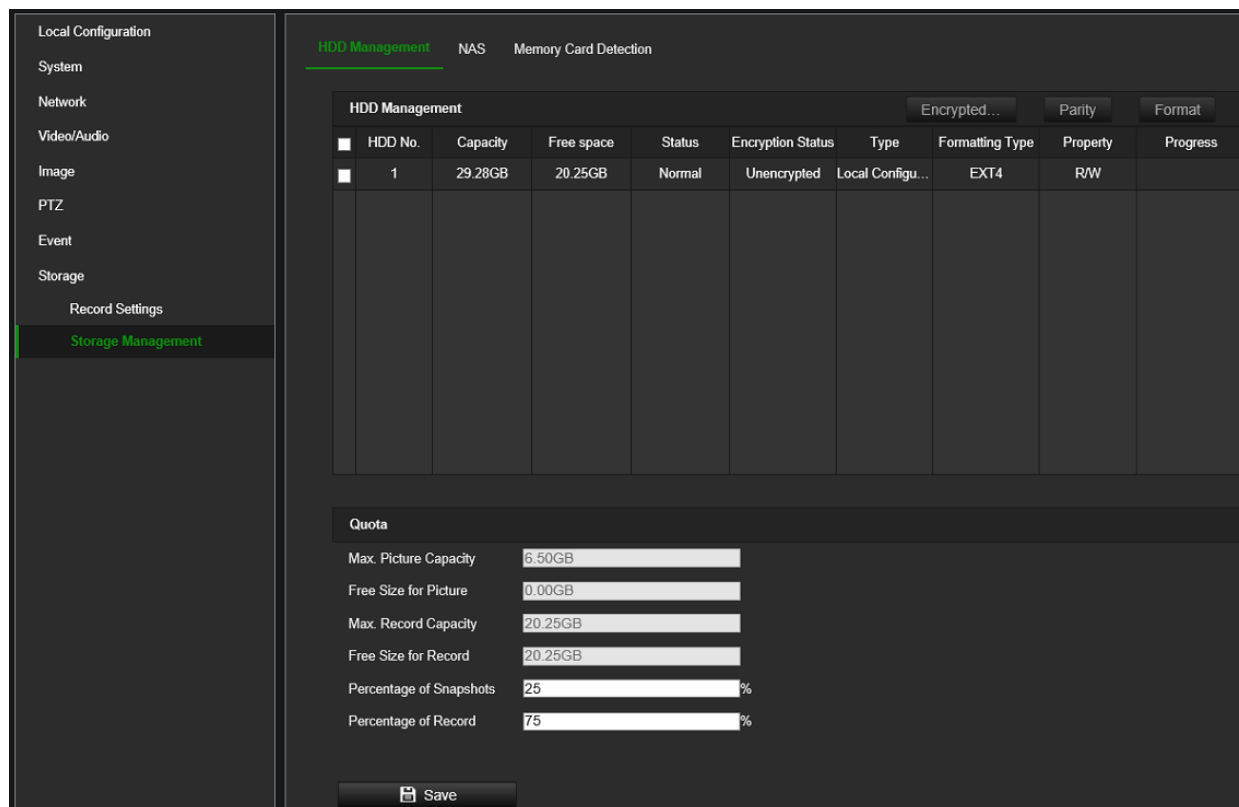 Local Configuration
System
Network
Video/Audio
Image
PTZ
Event
Storage
Record Settings
Storage Management
HDD Management NAS Memory Card Detection
HDD Management Encrypted... Parity Format
HDD No. Capacity Free space Status Encryption Status Type Formatting Type Property Progress
1 29.28GB 20.25GB Normal Unencrypted Local Configu... EXT4 R/W
Quota
Max. Picture Capacity 6.50GB
Free Size for Picture 0.00GB
Max. Record Capacity 20.25GB
Free Size for Record 20.25GB
Percentage of Snapshots 25 %
Percentage of Record 75 %
Save